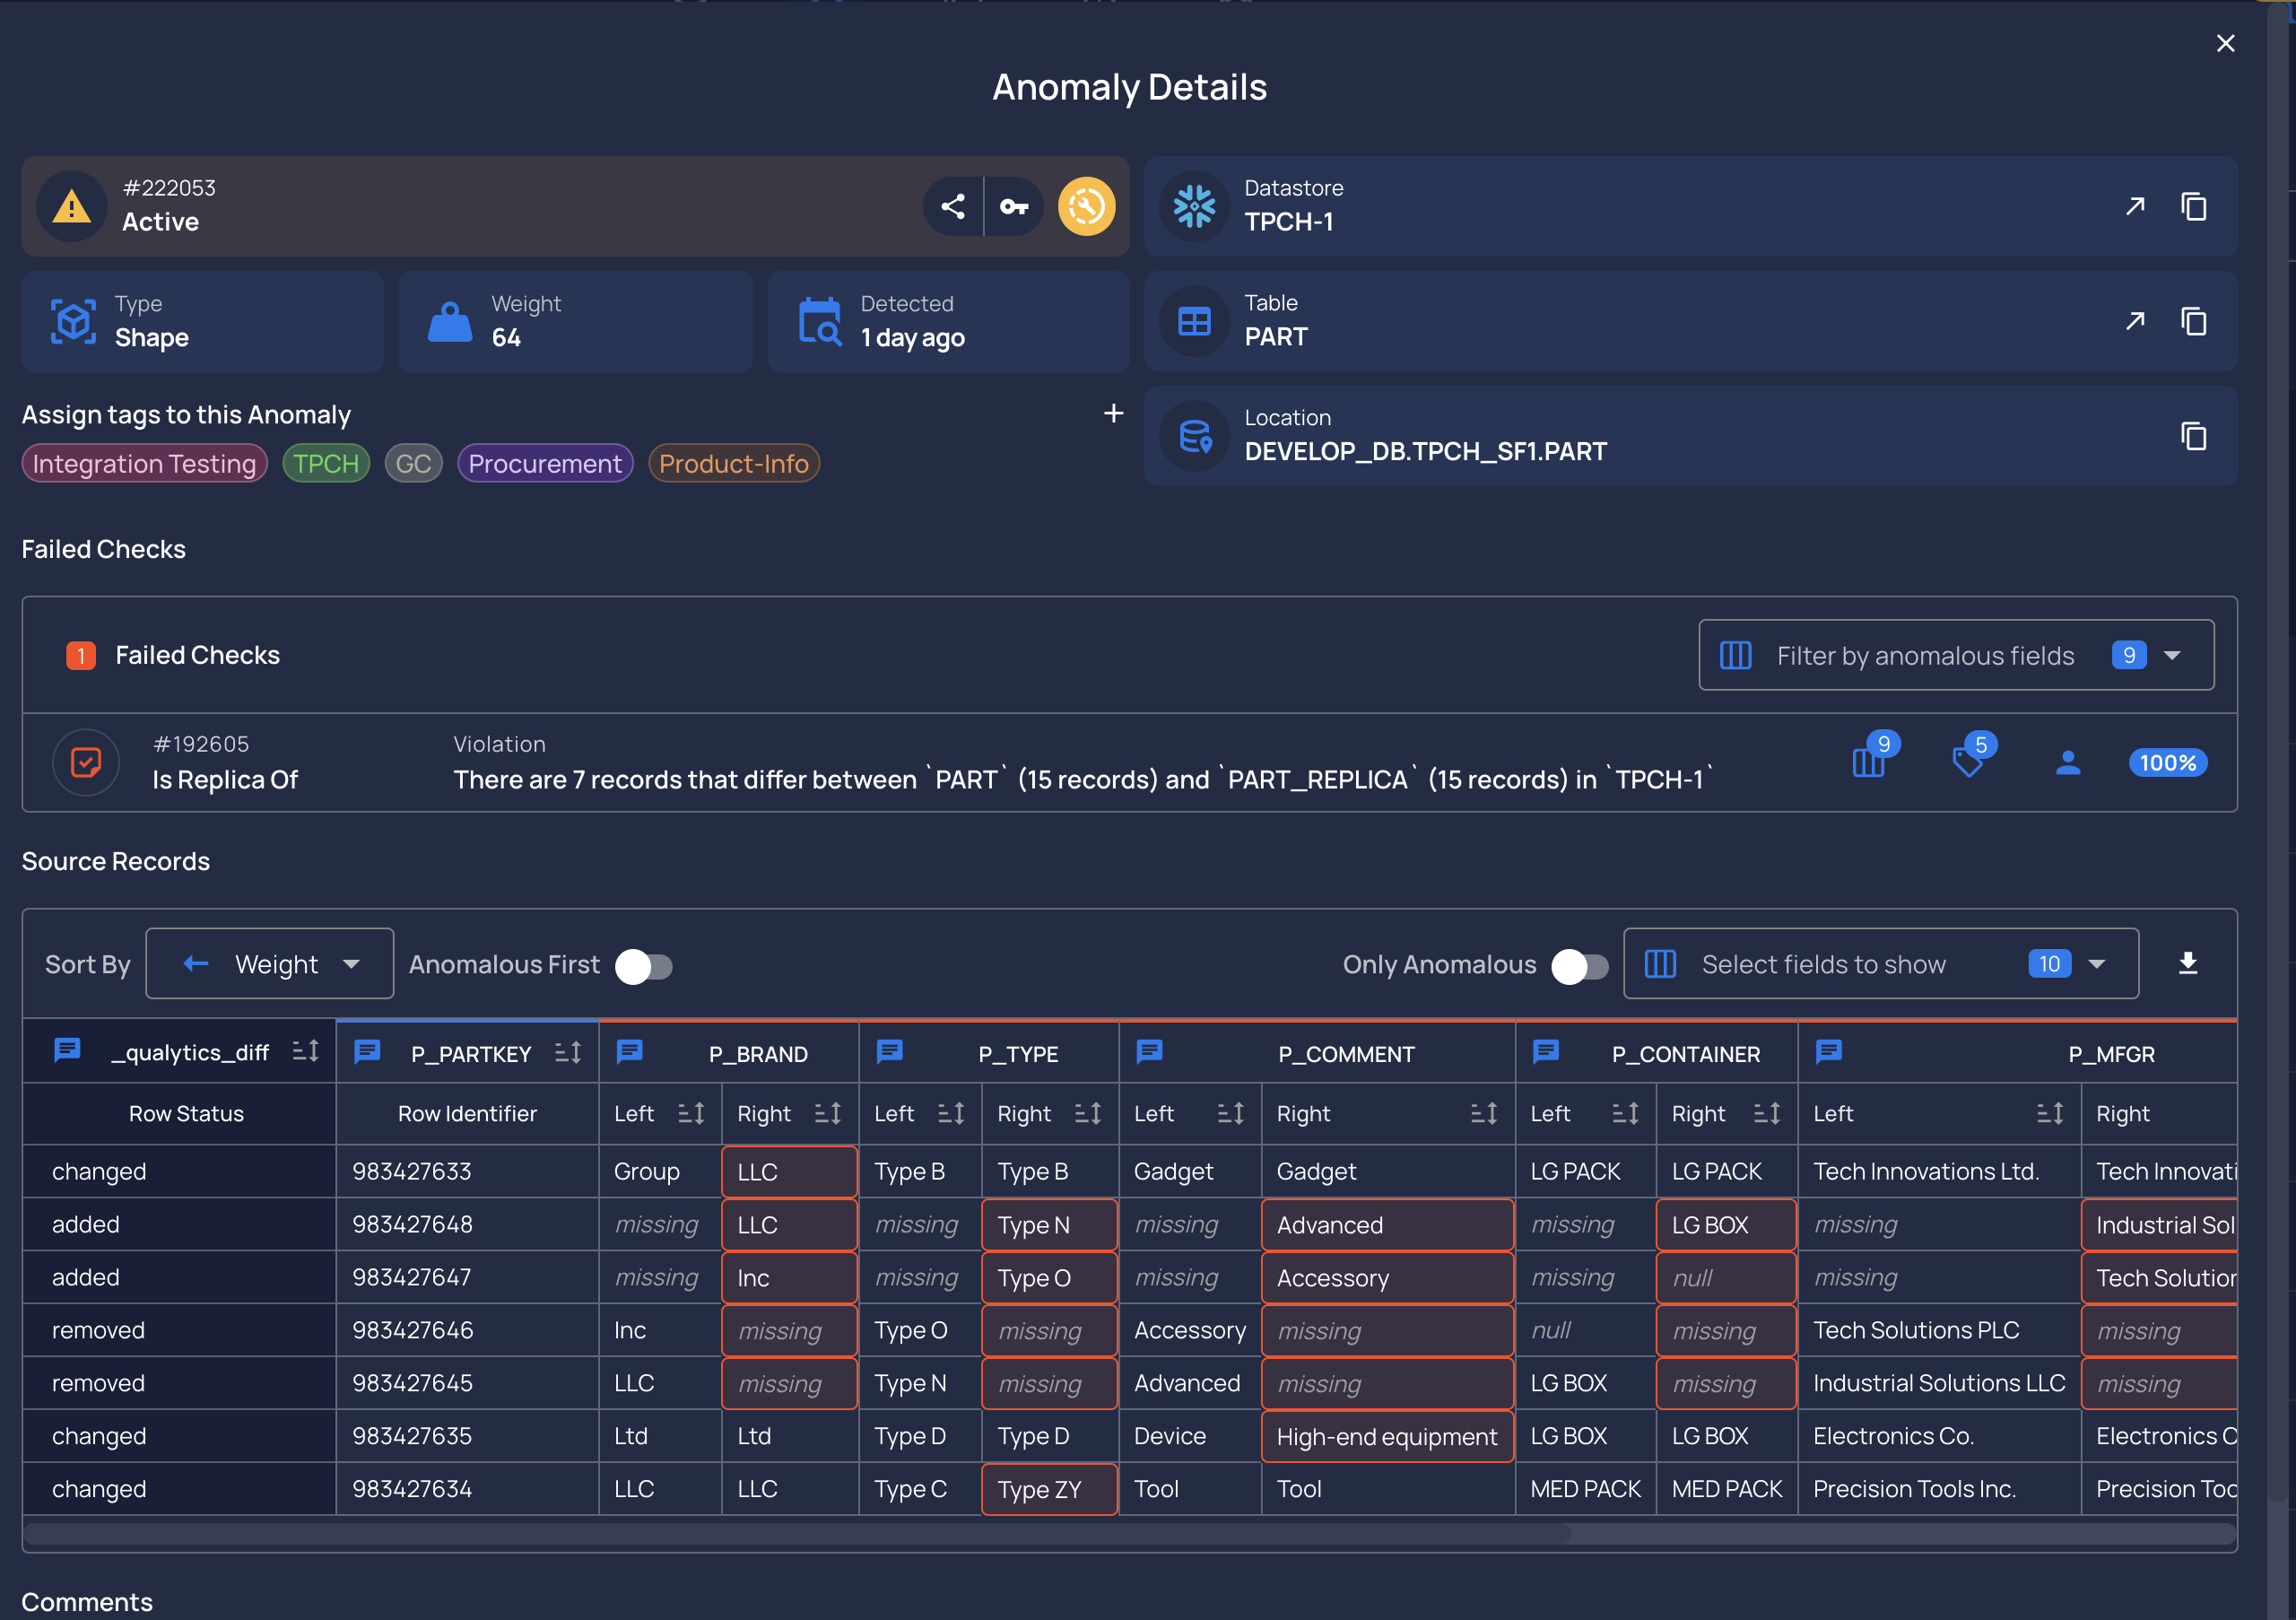 Anomaly Details
#222053
Active
Datastore
TPCH-1
Type
Shape
Weight
64
Detected
1 day ago
Table
PART
Assign tags to this Anomaly
Integration Testing TPCH GC Procurement Product-Info
Location
DEVELOP_DB.TPCH_SF1.PART
Failed Checks
1 Failed Checks
Filter by anomalous fields 9
#192605
Is Replica Of
Violation
There are 7 records that differ between `PART` (15 records) and `PART_REPLICA` (15 records) in `TPCH-1`
9 5 100%
Source Records
Sort By Weight Anomalous First Only Anomalous Select fields to show 10
_qualytics_diff P_PARTKEY P_BRAND P_TYPE P_COMMENT P_CONTAINER P_MFGR
Row Status Row Identifier Left Right Left Right Left Right Left Right Left Right
changed 983427633 Group LLC Type B Type B Gadget Gadget LG PACK LG PACK Tech Innovations Ltd. Tech Innovati
added 983427648 missing LLC missing Type N missing Advanced missing LG BOX missing Industrial Sol
added 983427647 missing Inc missing Type O missing Accessory missing null missing Tech Solution
removed 983427646 Inc missing Type O missing Accessory missing null missing Tech Solutions PLC missing
removed 983427645 LLC missing Type N missing Advanced missing LG BOX missing Industrial Solutions LLC missing
changed 983427635 Ltd Ltd Type D Type D Device High-end equipment LG BOX LG BOX Electronics Co. Electronics C
changed 983427634 LLC LLC Type C Type ZY Tool Tool MED PACK MED PACK Precision Tools Inc. Precision Too
Comments